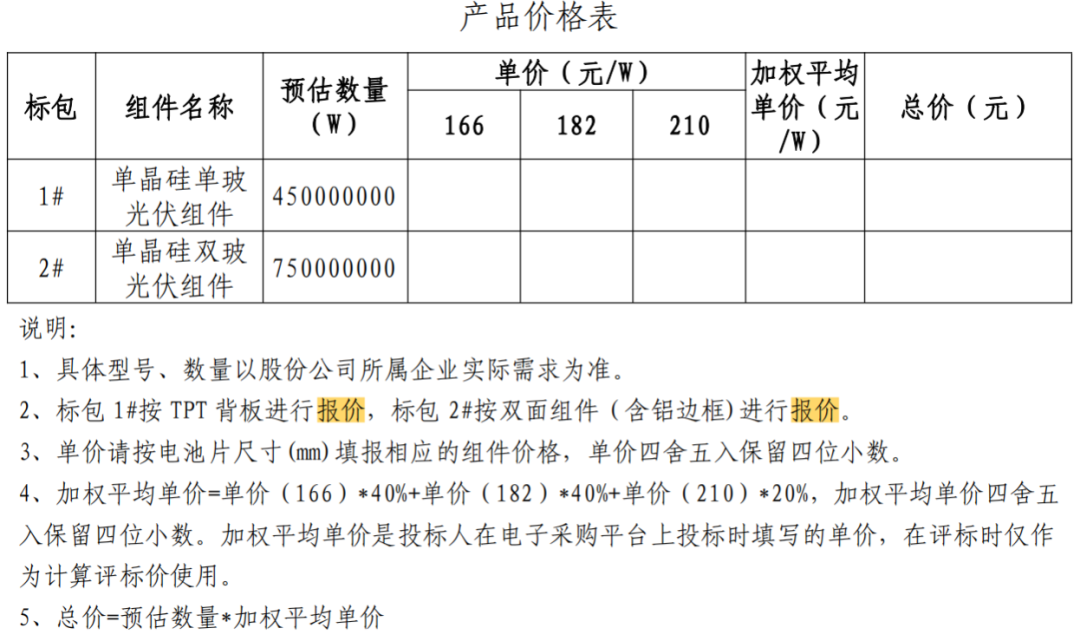 产品价格表
标包 组件名称 预估数量（W） 单价（元/W） 加权平均单价（元/W） 总价（元）
166 182 210
1# 单晶硅单玻光伏组件 450000000
2# 单晶硅双玻光伏组件 750000000
说明：
1、具体型号、数量以股份公司所属企业实际需求为准。
2、标包 1#按 TPT 背板进行报价，标包 2#按双面组件（含铝边框)进行报价。
3、单价请按电池片尺寸(mm)填报相应的组件价格，单价四舍五入保留四位小数。
4、加权平均单价=单价（166）*40%+单价（182）*40%+单价（210）*20%，加权平均单价四舍五
入保留四位小数。加权平均单价是投标人在电子采购平台上投标时填写的单价，在评标时仅作
为计算评标价使用。
5、总价=预估数量*加权平均单价